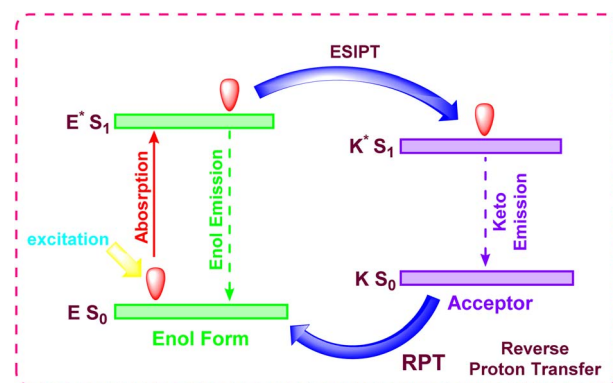 ESIPT
E* S1
K* S1
Abosrption
Enol Emission
Keto
Emission
excitation
E S0
K S0
Enol Form
Acceptor
RPT
Reverse
Proton Transfer